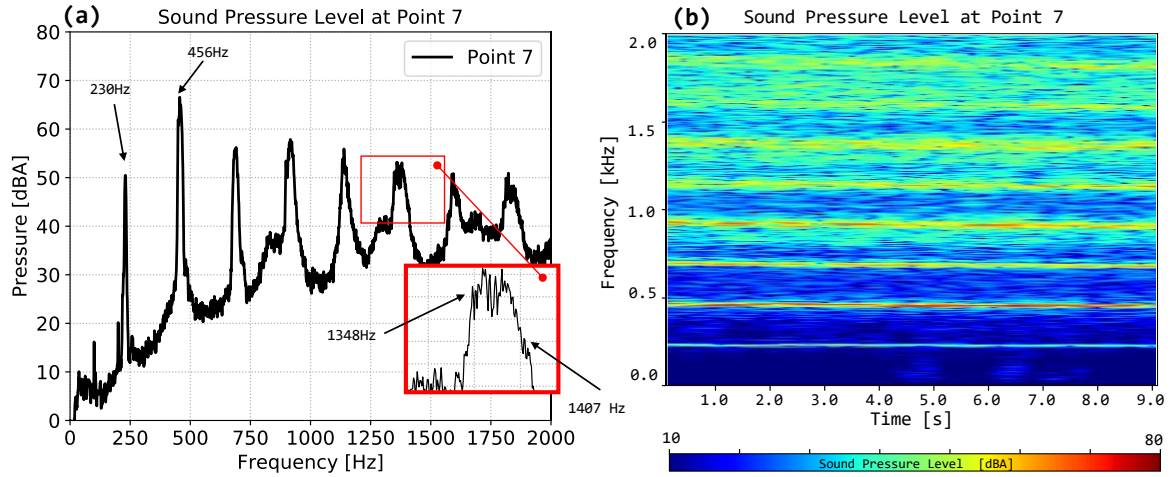 (a)
Sound Pressure Level at Point 7
80
70
60
50
40
30
20
10
0
Pressure [dBA]
456Hz
230Hz
Point 7
1348Hz
1407 Hz
0 250 500 750 1000 1250 1500 1750 2000
Frequency [Hz]
(b)
Sound Pressure Level at Point 7
2.0
1.5
1.0
0.5
0.0
Frequency [kHz]
1.0 2.0 3.0 4.0 5.0 6.0 7.0 8.0 9.0
Time [s]
10 80
Sound Pressure Level [dBA]